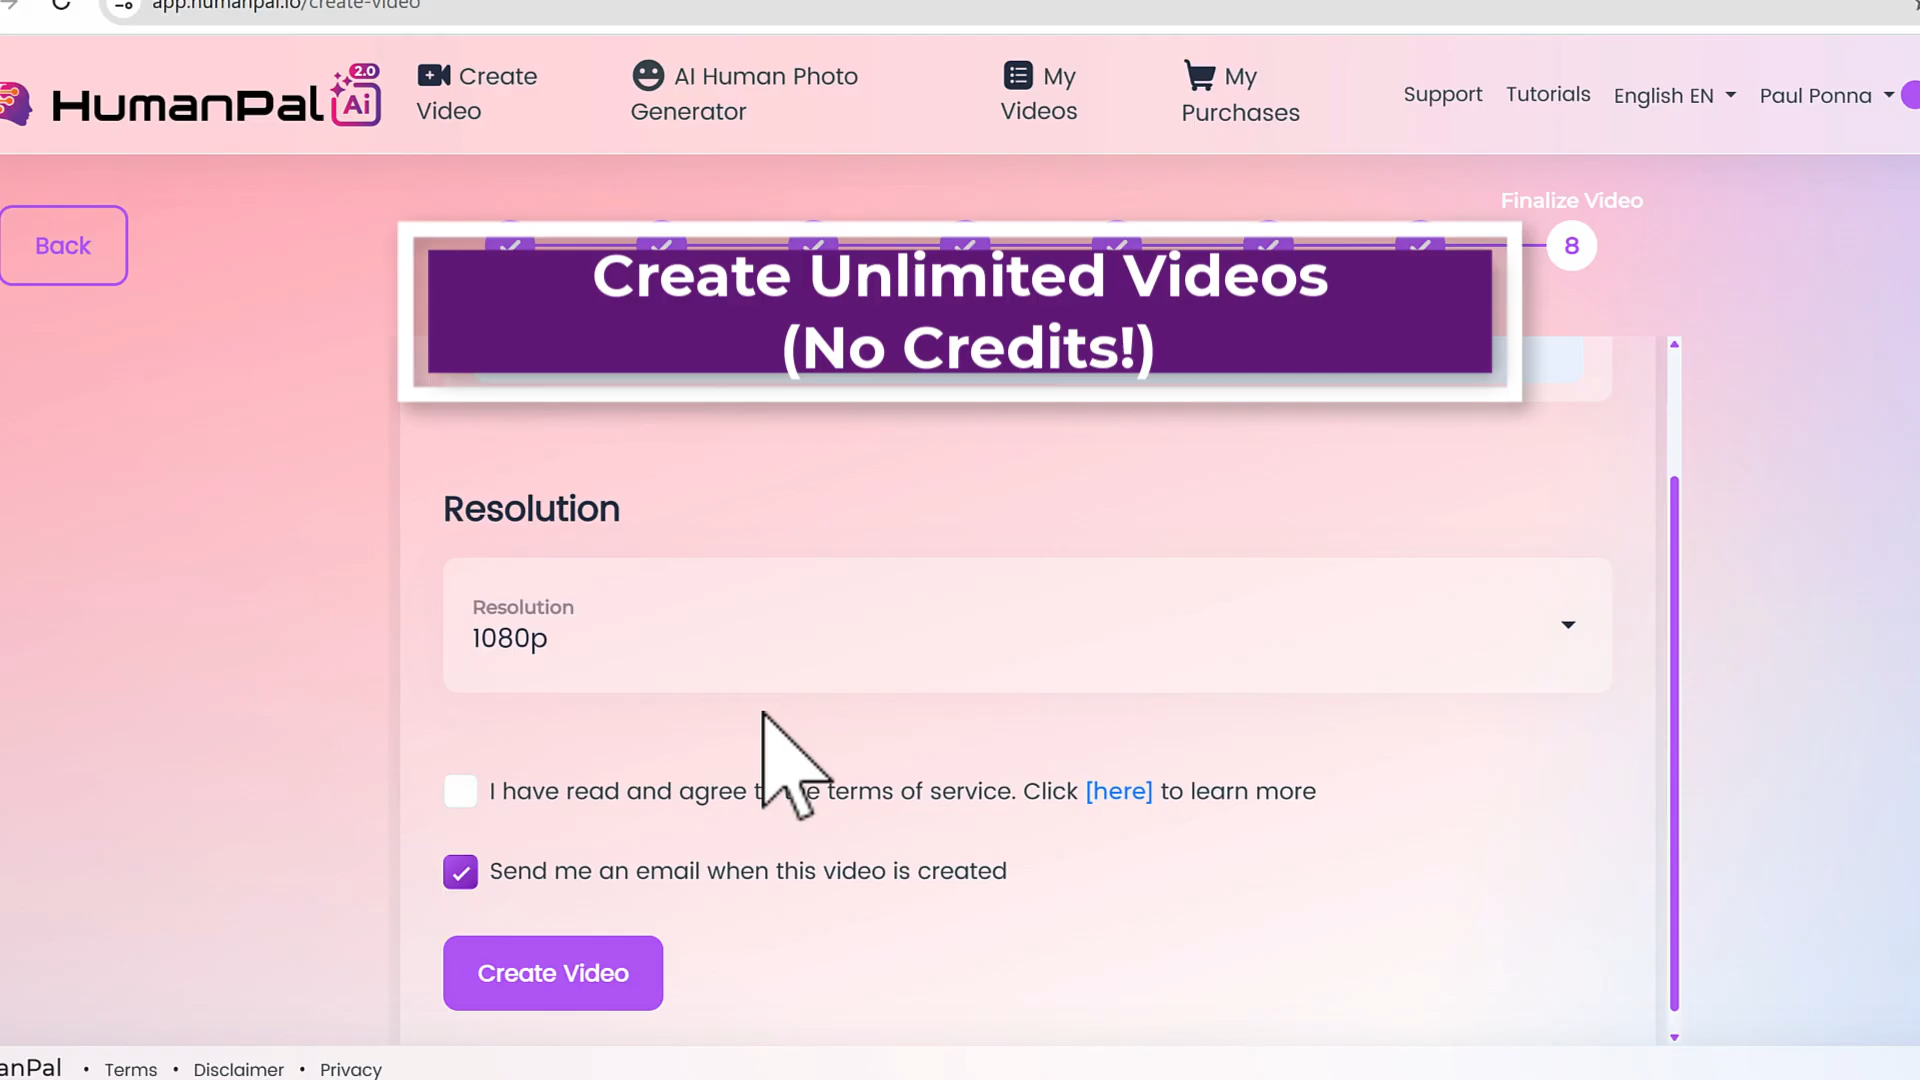 app.humanpal.io/create-video
HumanPal Ai 2.0
Create
Video
AI Human Photo
Generator
My
Videos
My
Purchases
Support
Tutorials
English EN
Paul Ponna
Back
Finalize Video
8
Create Unlimited Videos
(No Credits!)
Resolution
Resolution
1080p
I have read and agree t e terms of service. Click [here] to learn more
Send me an email when this video is created
Create Video
anPal • Terms • Disclaimer • Privacy